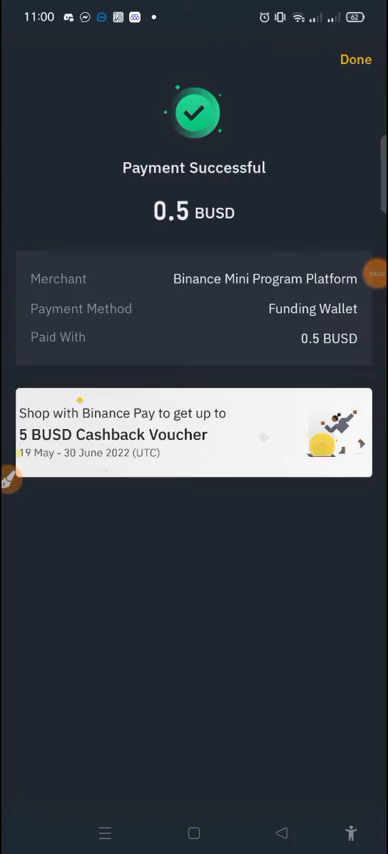 11:00
62
Done
Payment Successful
0.5 BUSD
Merchant Binance Mini Program Platform
Payment Method Funding Wallet
Paid With 0.5 BUSD
Shop with Binance Pay to get up to
5 BUSD Cashback Voucher
19 May - 30 June 2022 (UTC)